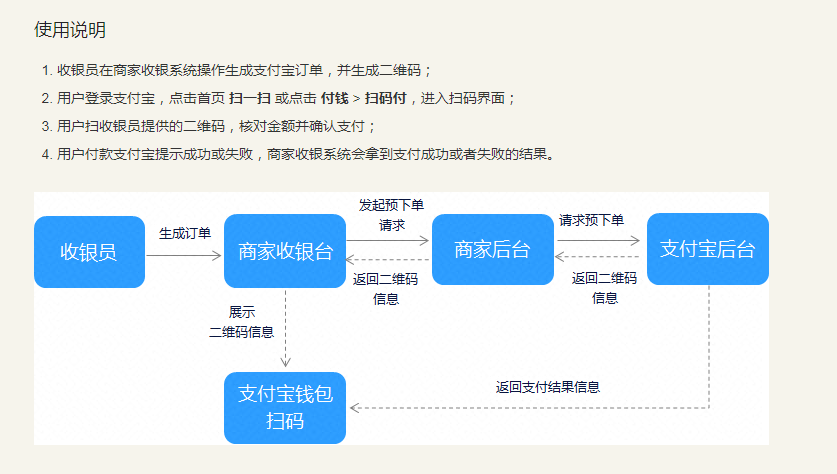 使用说明
1. 收银员在商家收银系统操作生成支付宝订单，并生成二维码；
2. 用户登录支付宝，点击首页 扫一扫 或点击 付钱 > 扫码付，进入扫码界面；
3. 用户扫收银员提供的二维码，核对金额并确认支付；
4. 用户付款支付宝提示成功或失败，商家收银系统会拿到支付成功或者失败的结果。
收银员
生成订单
商家收银台
发起预下单
请求
返回二维码
信息
商家后台
请求预下单
返回二维码
信息
支付宝后台
展示
二维码信息
支付宝钱包
扫码
返回支付结果信息